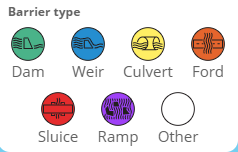 Barrier type
Dam Weir Culvert Ford
Sluice Ramp Other